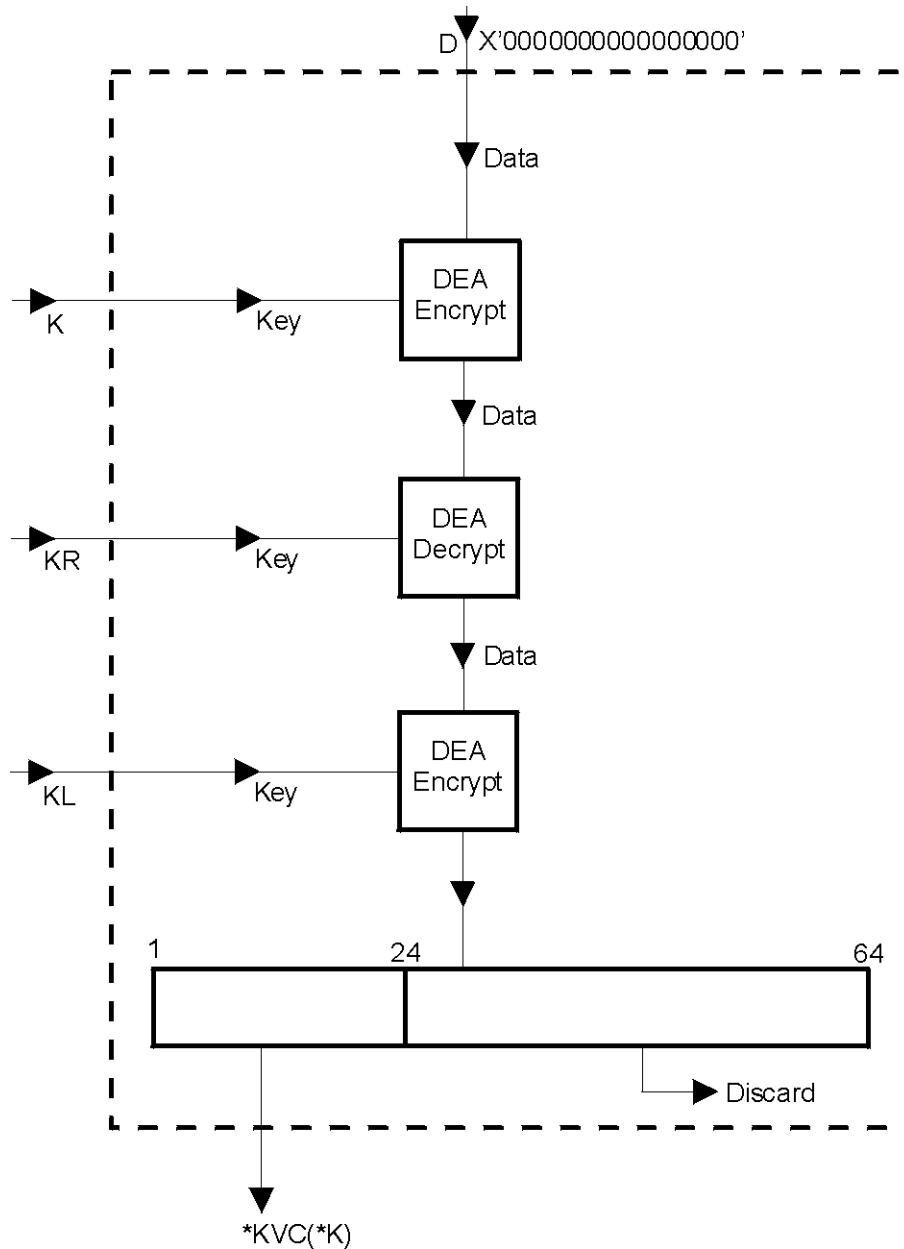 D X'0000000000000000'
Data
DEA
Encrypt
K
Key
Data
DEA
Decrypt
KR
Key
Data
DEA
Encrypt
KL
Key
1
24
64
Discard
*KVC(*K)